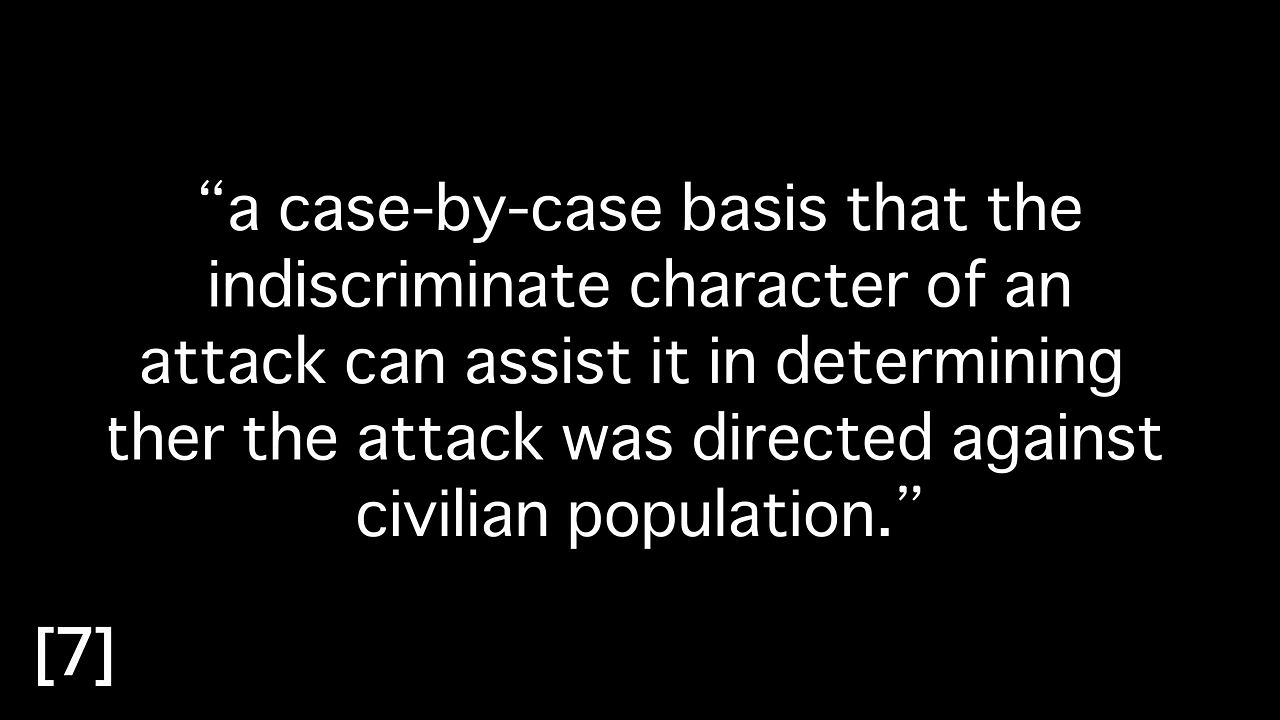 “a case-by-case basis that the
indiscriminate character of an
attack can assist it in determining
ther the attack was directed against
civilian population.”
[7]